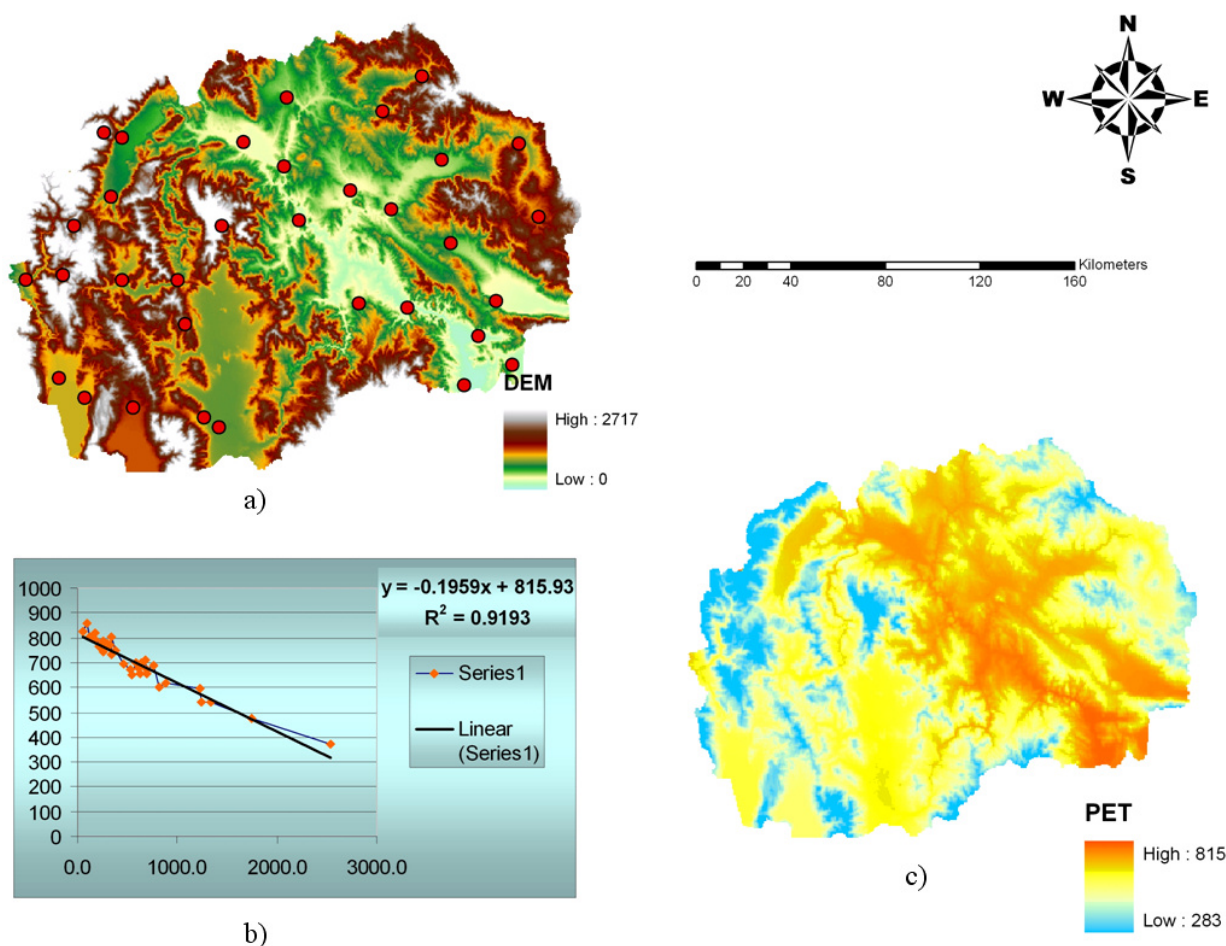 N
W
E
S
Kilometers
0 20 40 80 120 160
DEM
High : 2717
Low : 0
a)
y = -0.1959x + 815.93
R² = 0.9193
Series1
Linear
(Series1)
1000
900
800
700
600
500
400
300
200
100
0
0.0 1000.0 2000.0 3000.0
b)
PET
High : 815
Low : 283
c)